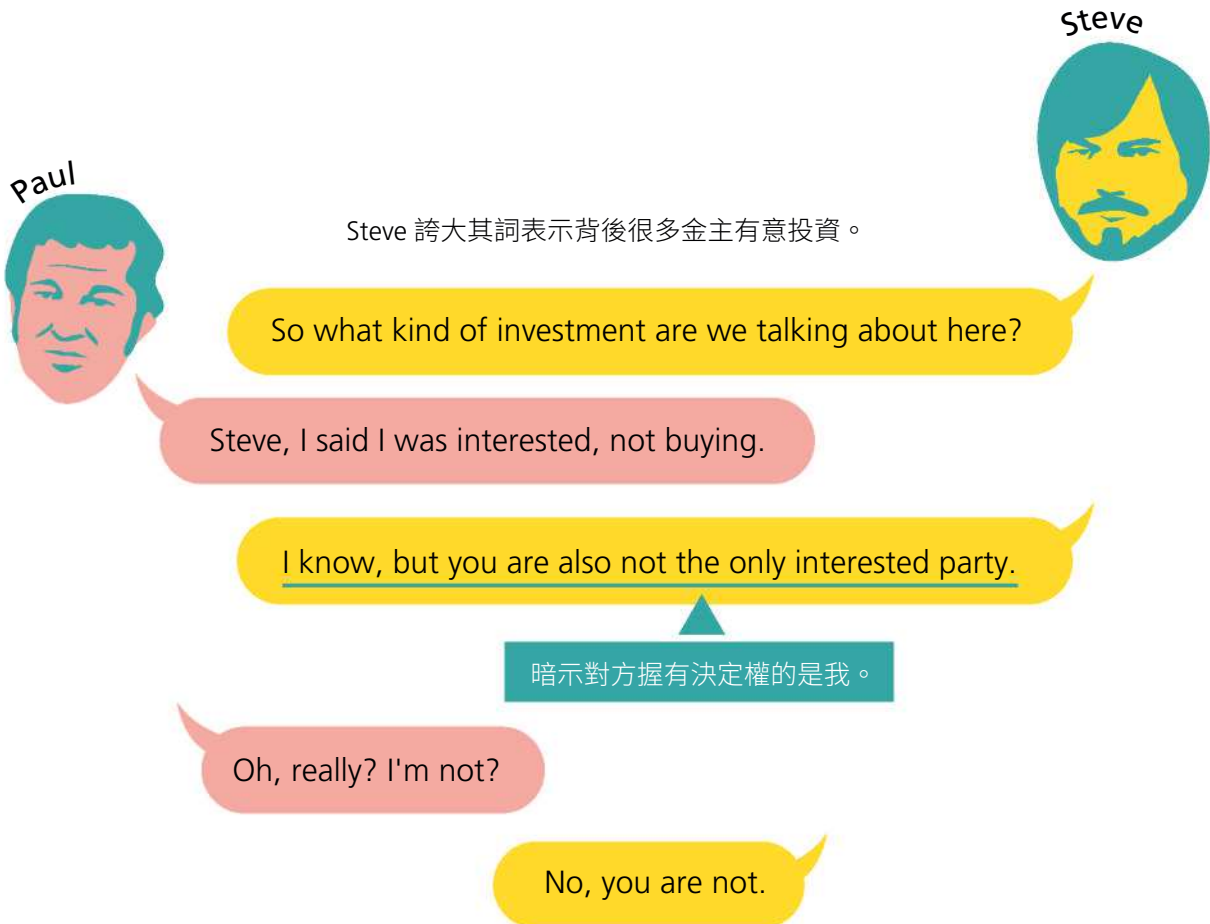 Steve
Paul
Steve 誇大其詞表示背後很多金主有意投資。
So what kind of investment are we talking about here?
Steve, I said I was interested, not buying.
I know, but you are also not the only interested party.
暗示對方握有決定權的是我。
Oh, really? I'm not?
No, you are not.